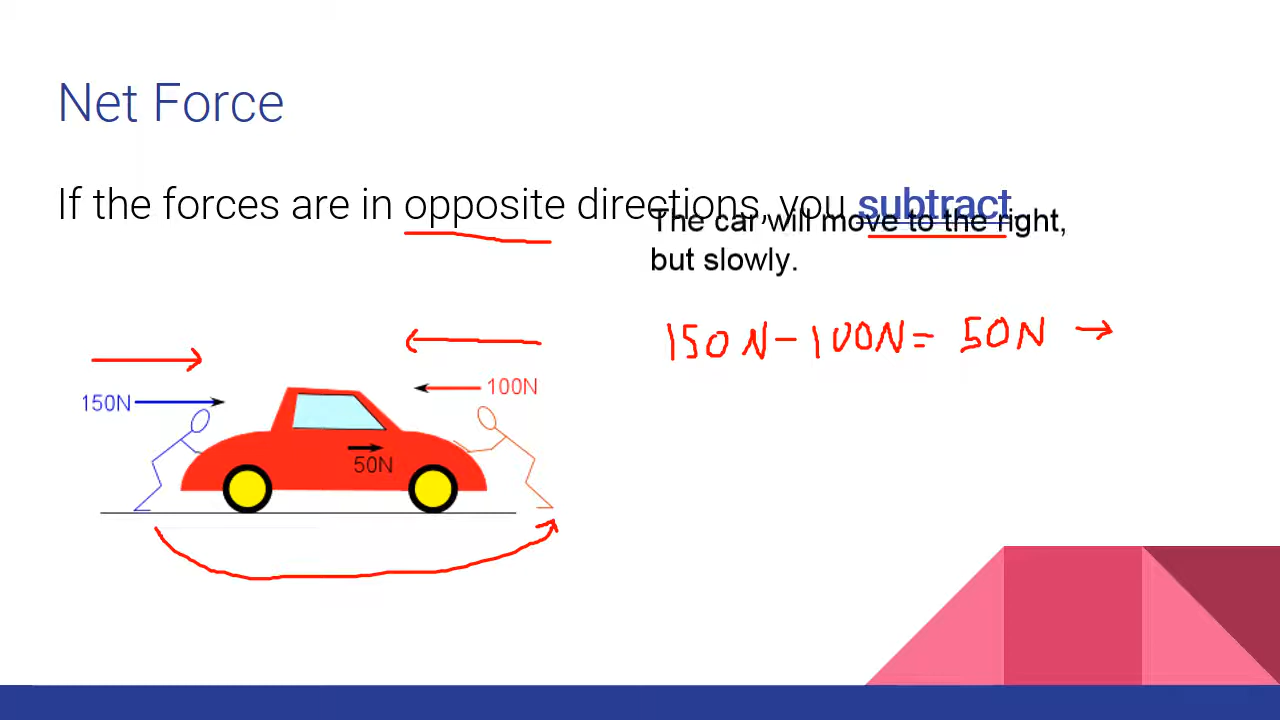 Net Force
If the forces are in opposite directions, you subtract.
The car will move to the right,
but slowly.
150N - 100N = 50N →
150N
100N
50N